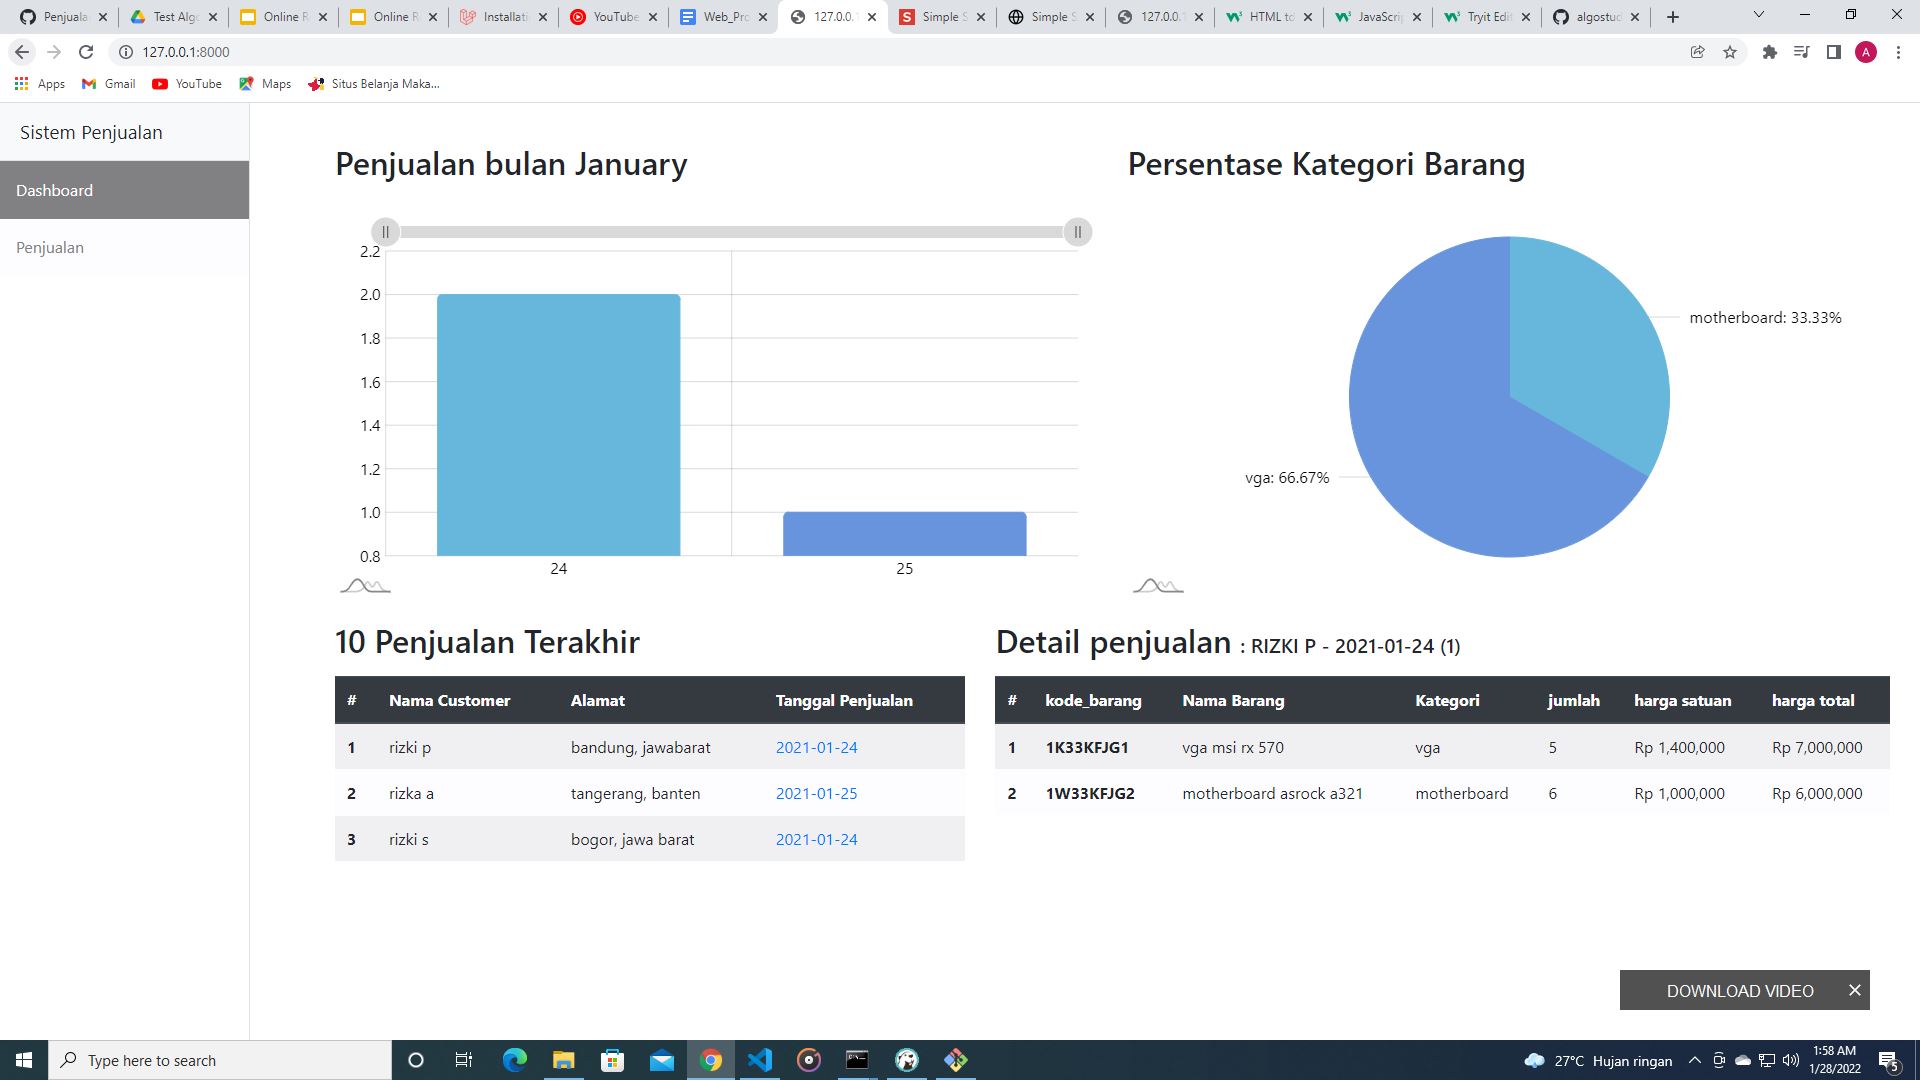 Penjualan
Test Algo
Online R
Online R
Installati
YouTube
Web_Pro
127.0.0.1
Simple S
Simple S
127.0.0.1
HTML to
JavaScrip
Tryit Edit
algostud
127.0.0.1:8000
A
Apps
Gmail
YouTube
Maps
Situs Belanja Maka...
Sistem Penjualan
Dashboard
Penjualan
Penjualan bulan January
2.2
2.0
1.8
1.6
1.4
1.2
1.0
0.8
24 25
Persentase Kategori Barang
motherboard: 33.33%
vga: 66.67%
10 Penjualan Terakhir
# Nama Customer Alamat Tanggal Penjualan
1 rizki p bandung, jawabarat 2021-01-24
2 rizka a tangerang, banten 2021-01-25
3 rizki s bogor, jawa barat 2021-01-24
Detail penjualan : RIZKI P - 2021-01-24 (1)
# kode_barang Nama Barang Kategori jumlah harga satuan harga total
1 1K33KFJG1 vga msi rx 570 vga 5 Rp 1,400,000 Rp 7,000,000
2 1W33KFJG2 motherboard asrock a321 motherboard 6 Rp 1,000,000 Rp 6,000,000
DOWNLOAD VIDEO
Type here to search
27°C Hujan ringan
1:58 AM
1/28/2022
5